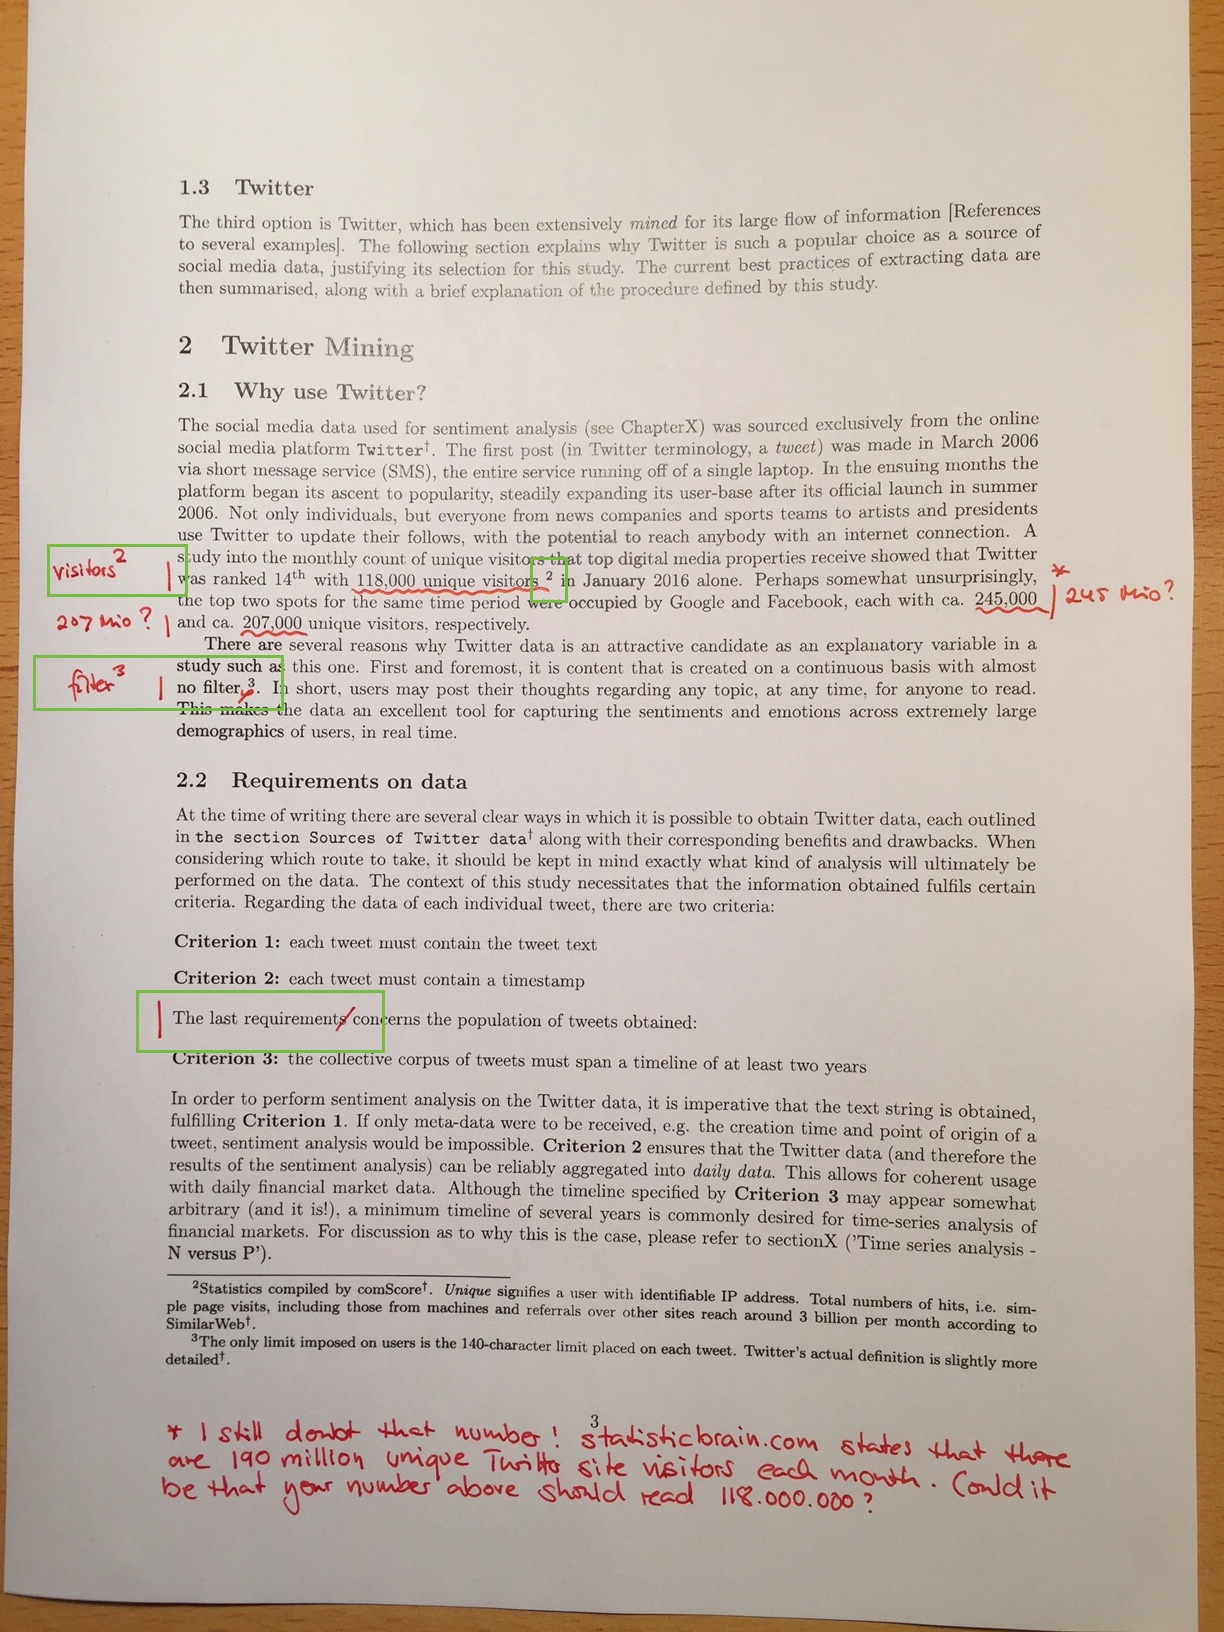 1.3 Twitter
The third option is Twitter, which has been extensively mined for its large flow of information [References
to several examples]. The following section explains why Twitter is such a popular choice as a source of
social media data, justifying its selection for this study. The current best practices of extracting data are
then summarised, along with a brief explanation of the procedure defined by this study.
2 Twitter Mining
2.1 Why use Twitter?
The social media data used for sentiment analysis (see ChapterX) was sourced exclusively from the online
social media platform Twitter†. The first post (in Twitter terminology, a tweet) was made in March 2006
via short message service (SMS), the entire service running off of a single laptop. In the ensuing months the
platform began its ascent to popularity, steadily expanding its user-base after its official launch in summer
2006. Not only individuals, but everyone from news companies and sports teams to artists and presidents
use Twitter to update their follows, with the potential to reach anybody with an internet connection. A
study into the monthly count of unique visitors that top digital media properties receive showed that Twitter
visitors² | was ranked 14th with 118,000 unique visitors ² in January 2016 alone. Perhaps somewhat unsurprisingly,
the top two spots for the same time period were occupied by Google and Facebook, each with ca. 245,000 | * 245 Mio?
207 Mio? | and ca. 207,000 unique visitors, respectively.
There are several reasons why Twitter data is an attractive candidate as an explanatory variable in a
study such as this one. First and foremost, it is content that is created on a continuous basis with almost
filter³ | no filter ³. In short, users may post their thoughts regarding any topic, at any time, for anyone to read.
This makes the data an excellent tool for capturing the sentiments and emotions across extremely large
demographics of users, in real time.
2.2 Requirements on data
At the time of writing there are several clear ways in which it is possible to obtain Twitter data, each outlined
in the section Sources of Twitter data† along with their corresponding benefits and drawbacks. When
considering which route to take, it should be kept in mind exactly what kind of analysis will ultimately be
performed on the data. The context of this study necessitates that the information obtained fulfils certain
criteria. Regarding the data of each individual tweet, there are two criteria:
Criterion 1: each tweet must contain the tweet text
Criterion 2: each tweet must contain a timestamp
| The last requirements concerns the population of tweets obtained:
Criterion 3: the collective corpus of tweets must span a timeline of at least two years
In order to perform sentiment analysis on the Twitter data, it is imperative that the text string is obtained,
fulfilling Criterion 1. If only meta-data were to be received, e.g. the creation time and point of origin of a
tweet, sentiment analysis would be impossible. Criterion 2 ensures that the Twitter data (and therefore the
results of the sentiment analysis) can be reliably aggregated into daily data. This allows for coherent usage
with daily financial market data. Although the timeline specified by Criterion 3 may appear somewhat
arbitrary (and it is!), a minimum timeline of several years is commonly desired for time-series analysis of
financial markets. For discussion as to why this is the case, please refer to sectionX ('Time series analysis -
N versus P').
²Statistics compiled by comScore†. Unique signifies a user with identifiable IP address. Total numbers of hits, i.e. sim-
ple page visits, including those from machines and referrals over other sites reach around 3 billion per month according to
SimilarWeb†.
³The only limit imposed on users is the 140-character limit placed on each tweet. Twitter's actual definition is slightly more
detailed†.
3
* I still doubt that number! statisticbrain.com states that there
are 190 million unique Twitter site visitors each month. Could it
be that your number above should read 118.000.000?